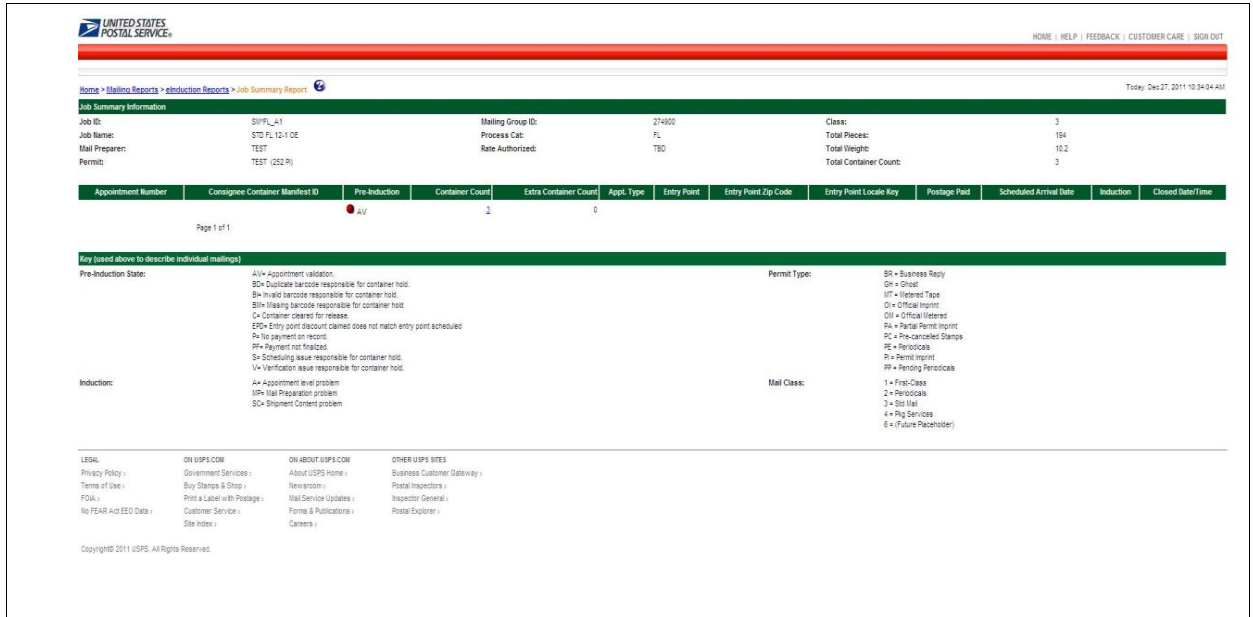 UNITED STATES
POSTAL SERVICE®
HOME | HELP | FEEDBACK | CUSTOMER CARE | SIGN OUT
Home > Mailing Reports > eInduction Reports > Job Summary Report ?
Today: Dec 27, 2011 10:34:04 AM
Job Summary Information
Job ID: SM*FL_A1 Mailing Group ID: 274900 Class: 3
Job Name: STD FL 12-1 OE Process Cat: FL Total Pieces: 194
Mail Preparer: TEST Rate Authorized: TBD Total Weight: 10.2
Permit: TEST (252 PI) Total Container Count: 3
Appointment Number Consignee Container Manifest ID Pre-Induction Container Count Extra Container Count Appt. Type Entry Point Entry Point Zip Code Entry Point Locale Key Postage Paid Scheduled Arrival Date Induction Closed Date/Time
AV 3 0
Page 1 of 1
Key (used above to describe individual mailings)
Pre-Induction State: AV= Appointment validation. Permit Type: BR = Business Reply
BD= Duplicate barcode responsible for container hold. GH = Ghost
BI= Invalid barcode responsible for container hold. MT = Metered Tape
BM= Missing barcode responsible for container hold OI = Official Imprint
C= Container cleared for release. OM = Official Metered
EPD= Entry point discount claimed does not match entry point scheduled PA = Partial Permit Imprint
P= No payment on record. PC = Pre-cancelled Stamps
PF= Payment not finalized. PE = Periodicals
S= Scheduling issue responsible for container hold. PI = Permit Imprint
V= Verification issue responsible for container hold. PP = Pending Periodicals
Induction: A= Appointment level problem Mail Class: 1 = First-Class
MP= Mail Preparation problem 2 = Periodicals
SC= Shipment Content problem 3 = Std Mail
4 = Pkg Services
6 = (Future Placeholder)
LEGAL ON USPS.COM ON ABOUT.USPS.COM OTHER USPS SITES
Privacy Policy › Government Services › About USPS Home › Business Customer Gateway ›
Terms of Use › Buy Stamps & Shop › Newsroom › Postal Inspectors ›
FOIA › Print a Label with Postage › Mail Service Updates › Inspector General ›
No FEAR Act EEO Data › Customer Service › Forms & Publications › Postal Explorer ›
Site Index › Careers ›
Copyright© 2011 USPS. All Rights Reserved.